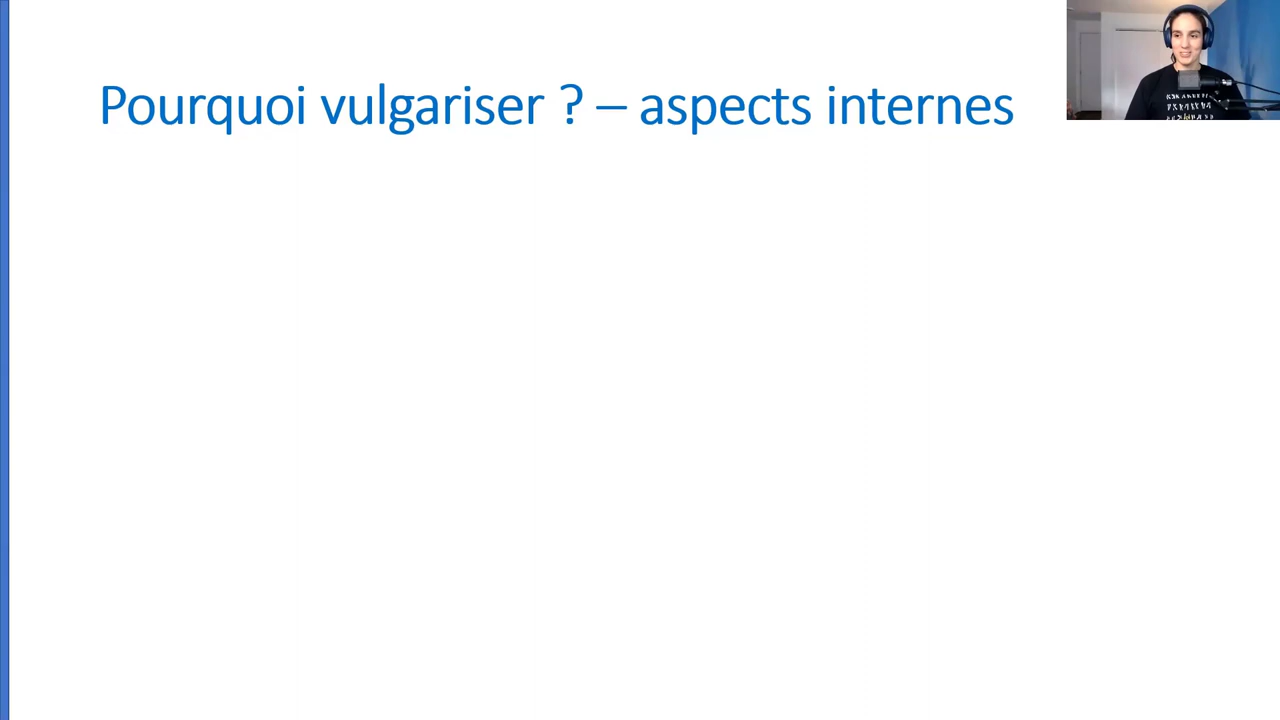 Pourquoi vulgariser ? – aspects internes